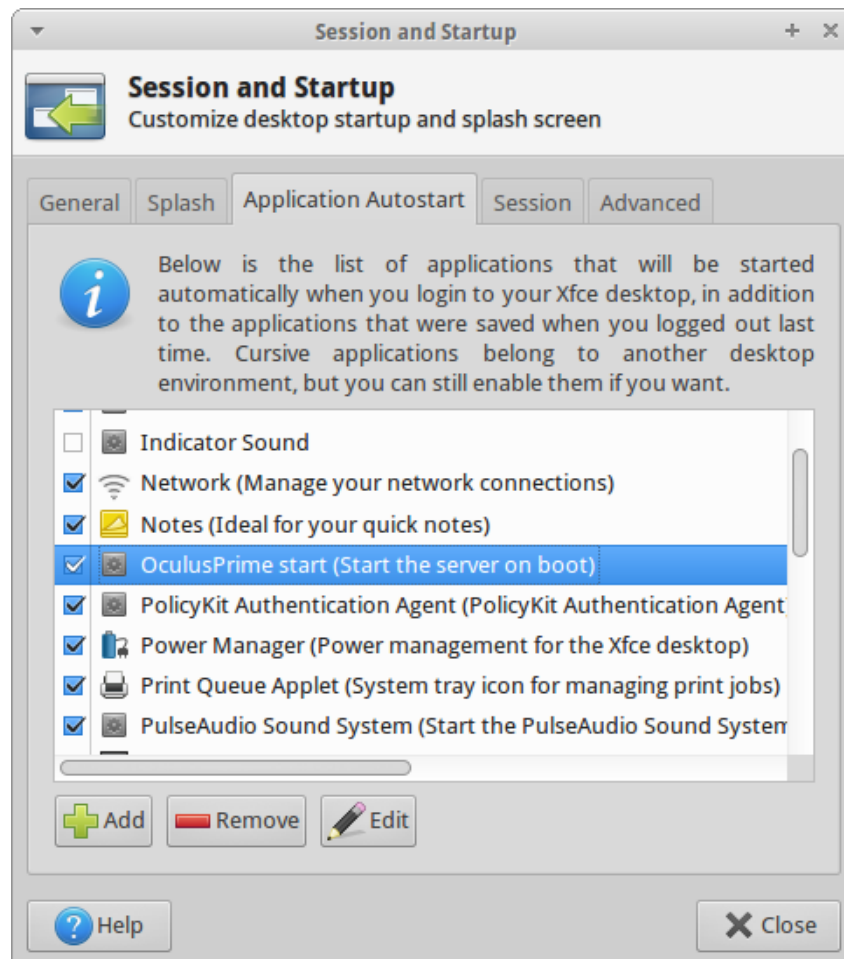 Session and Startup
Session and Startup
Customize desktop startup and splash screen
General Splash Application Autostart Session Advanced
Below is the list of applications that will be started
automatically when you login to your Xfce desktop, in addition
to the applications that were saved when you logged out last
time. Cursive applications belong to another desktop
environment, but you can still enable them if you want.
Indicator Sound
Network (Manage your network connections)
Notes (Ideal for your quick notes)
OculusPrime start (Start the server on boot)
PolicyKit Authentication Agent (PolicyKit Authentication Agent)
Power Manager (Power management for the Xfce desktop)
Print Queue Applet (System tray icon for managing print jobs)
PulseAudio Sound System (Start the PulseAudio Sound System
Add Remove Edit
Help Close